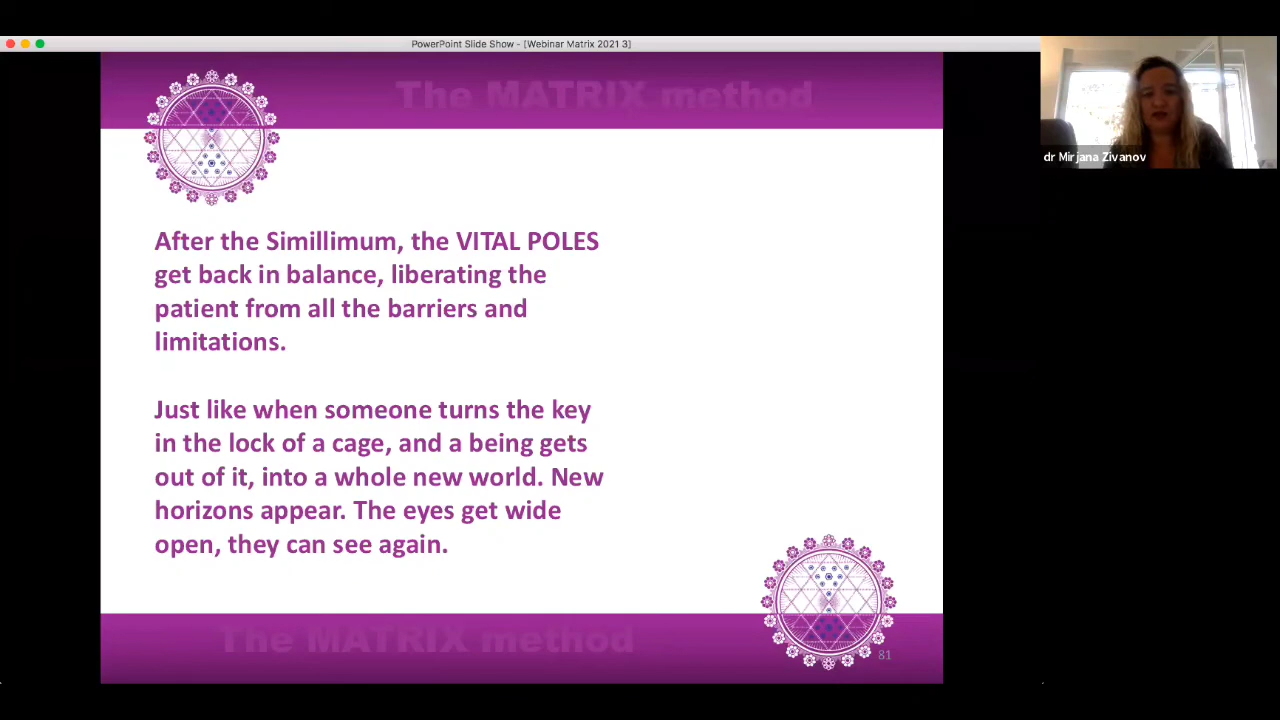 PowerPoint Slide Show - [Webinar Matrix 2021 3]
The MATRIX method
dr Mirjana Zivanov
After the Simillimum, the VITAL POLES
get back in balance, liberating the
patient from all the barriers and
limitations.
Just like when someone turns the key
in the lock of a cage, and a being gets
out of it, into a whole new world. New
horizons appear. The eyes get wide
open, they can see again.
The MATRIX method
81